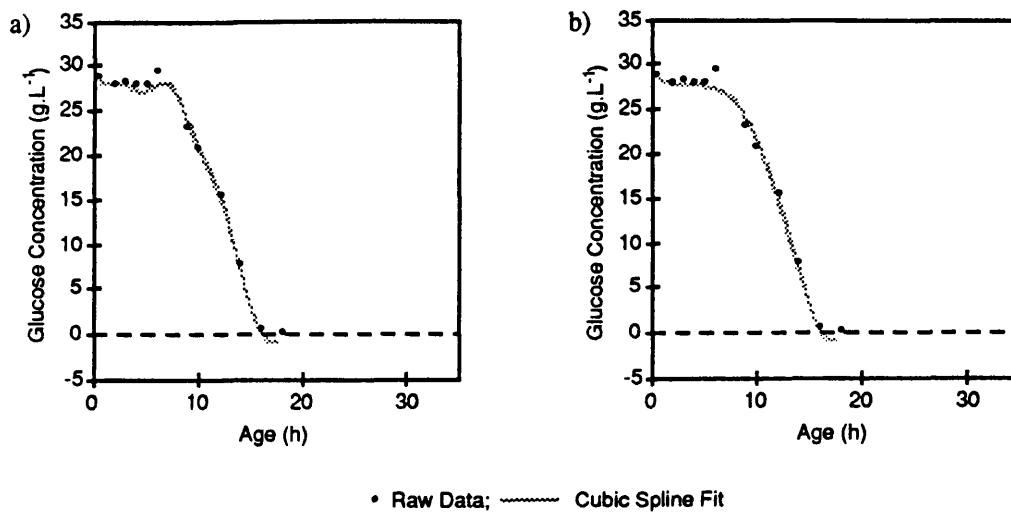 a)
Glucose Concentration (g.L⁻¹)
35
30
25
20
15
10
5
0
-5
0 10 20 30
Age (h)
b)
Glucose Concentration (g.L⁻¹)
35
30
25
20
15
10
5
0
-5
0 10 20 30
Age (h)
• Raw Data; Cubic Spline Fit